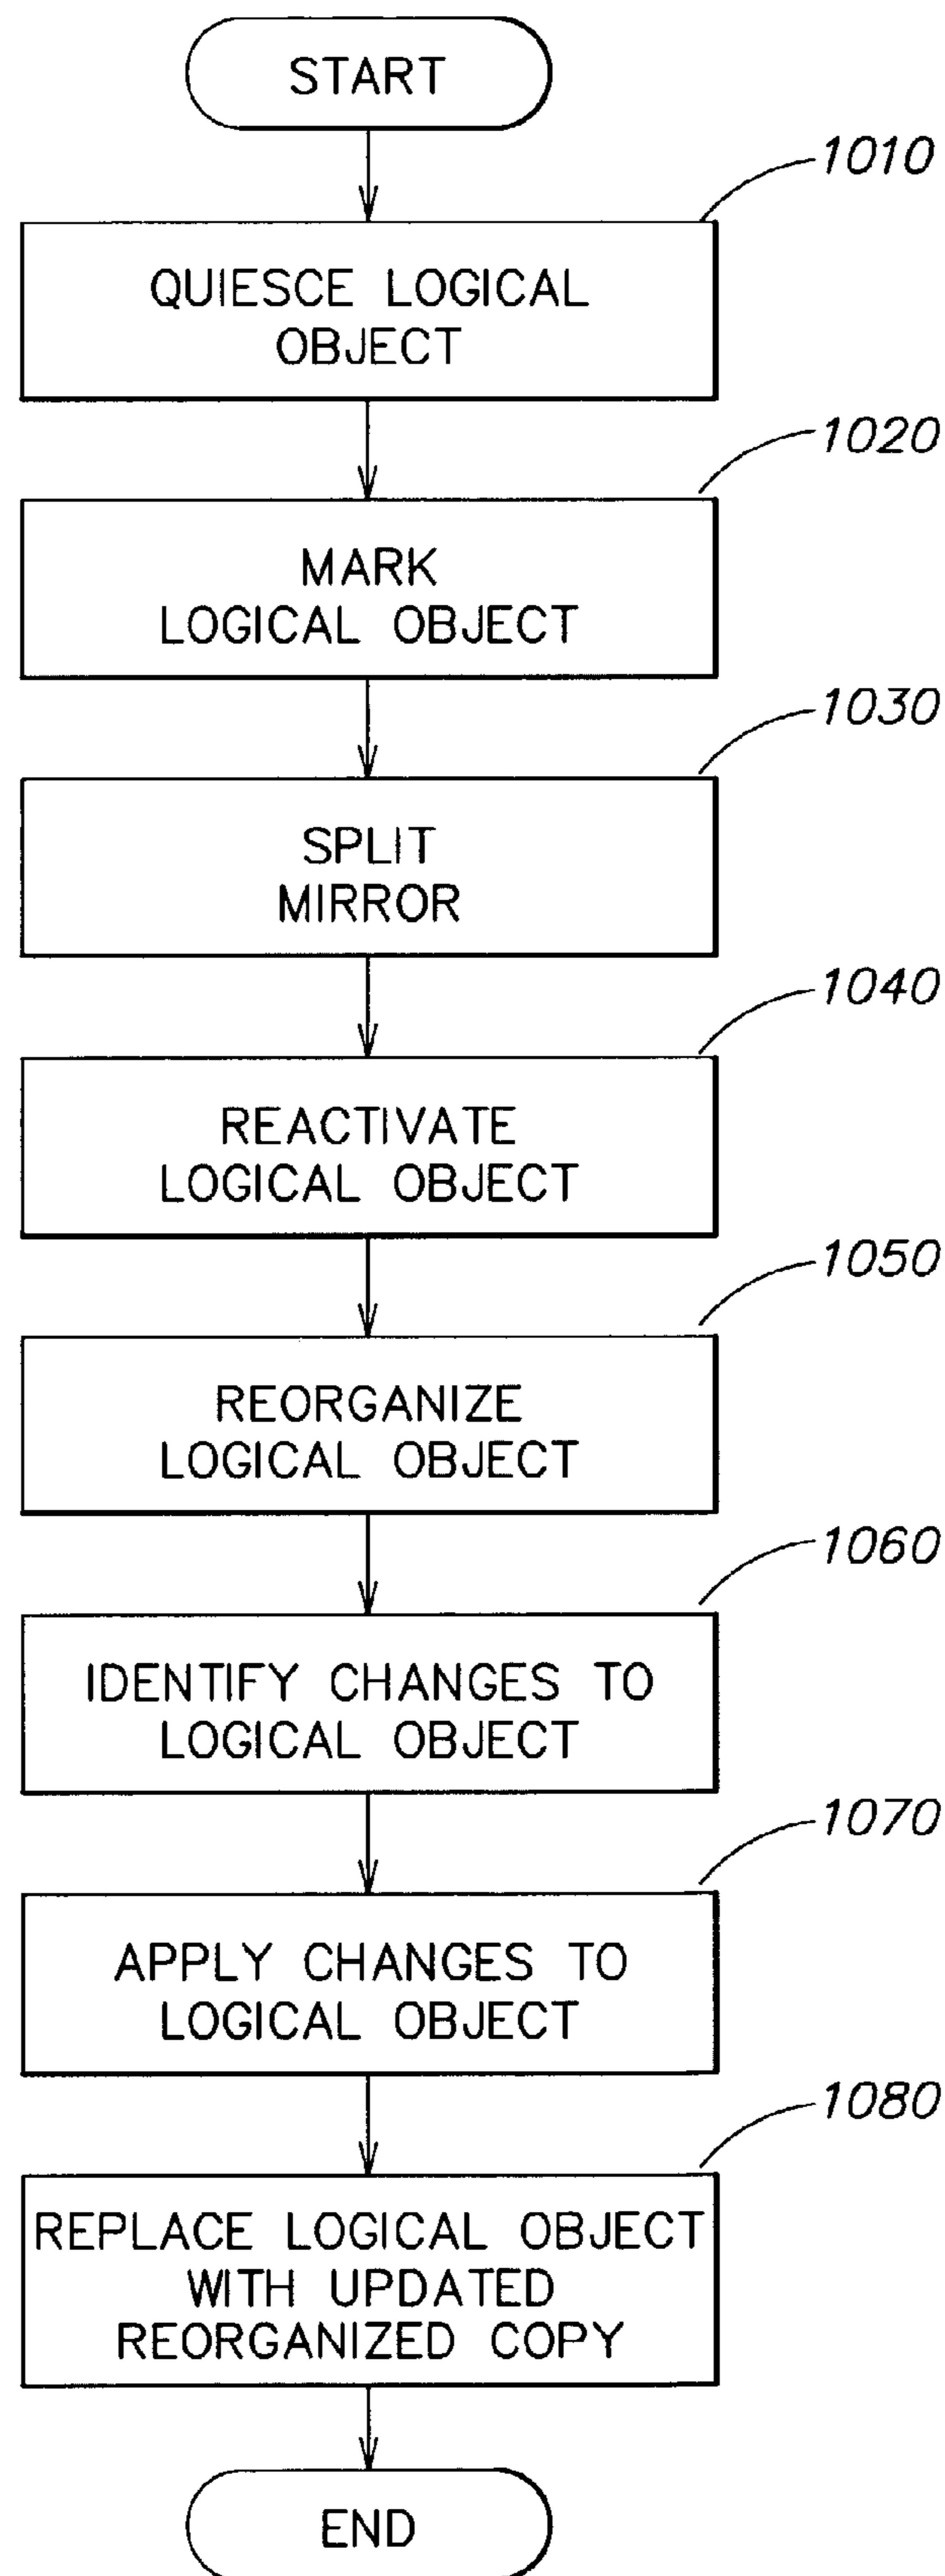 START
1010
QUIESCE LOGICAL
OBJECT
1020
MARK
LOGICAL OBJECT
1030
SPLIT
MIRROR
1040
REACTIVATE
LOGICAL OBJECT
1050
REORGANIZE
LOGICAL OBJECT
1060
IDENTIFY CHANGES TO
LOGICAL OBJECT
1070
APPLY CHANGES TO
LOGICAL OBJECT
1080
REPLACE LOGICAL OBJECT
WITH UPDATED
REORGANIZED COPY
END